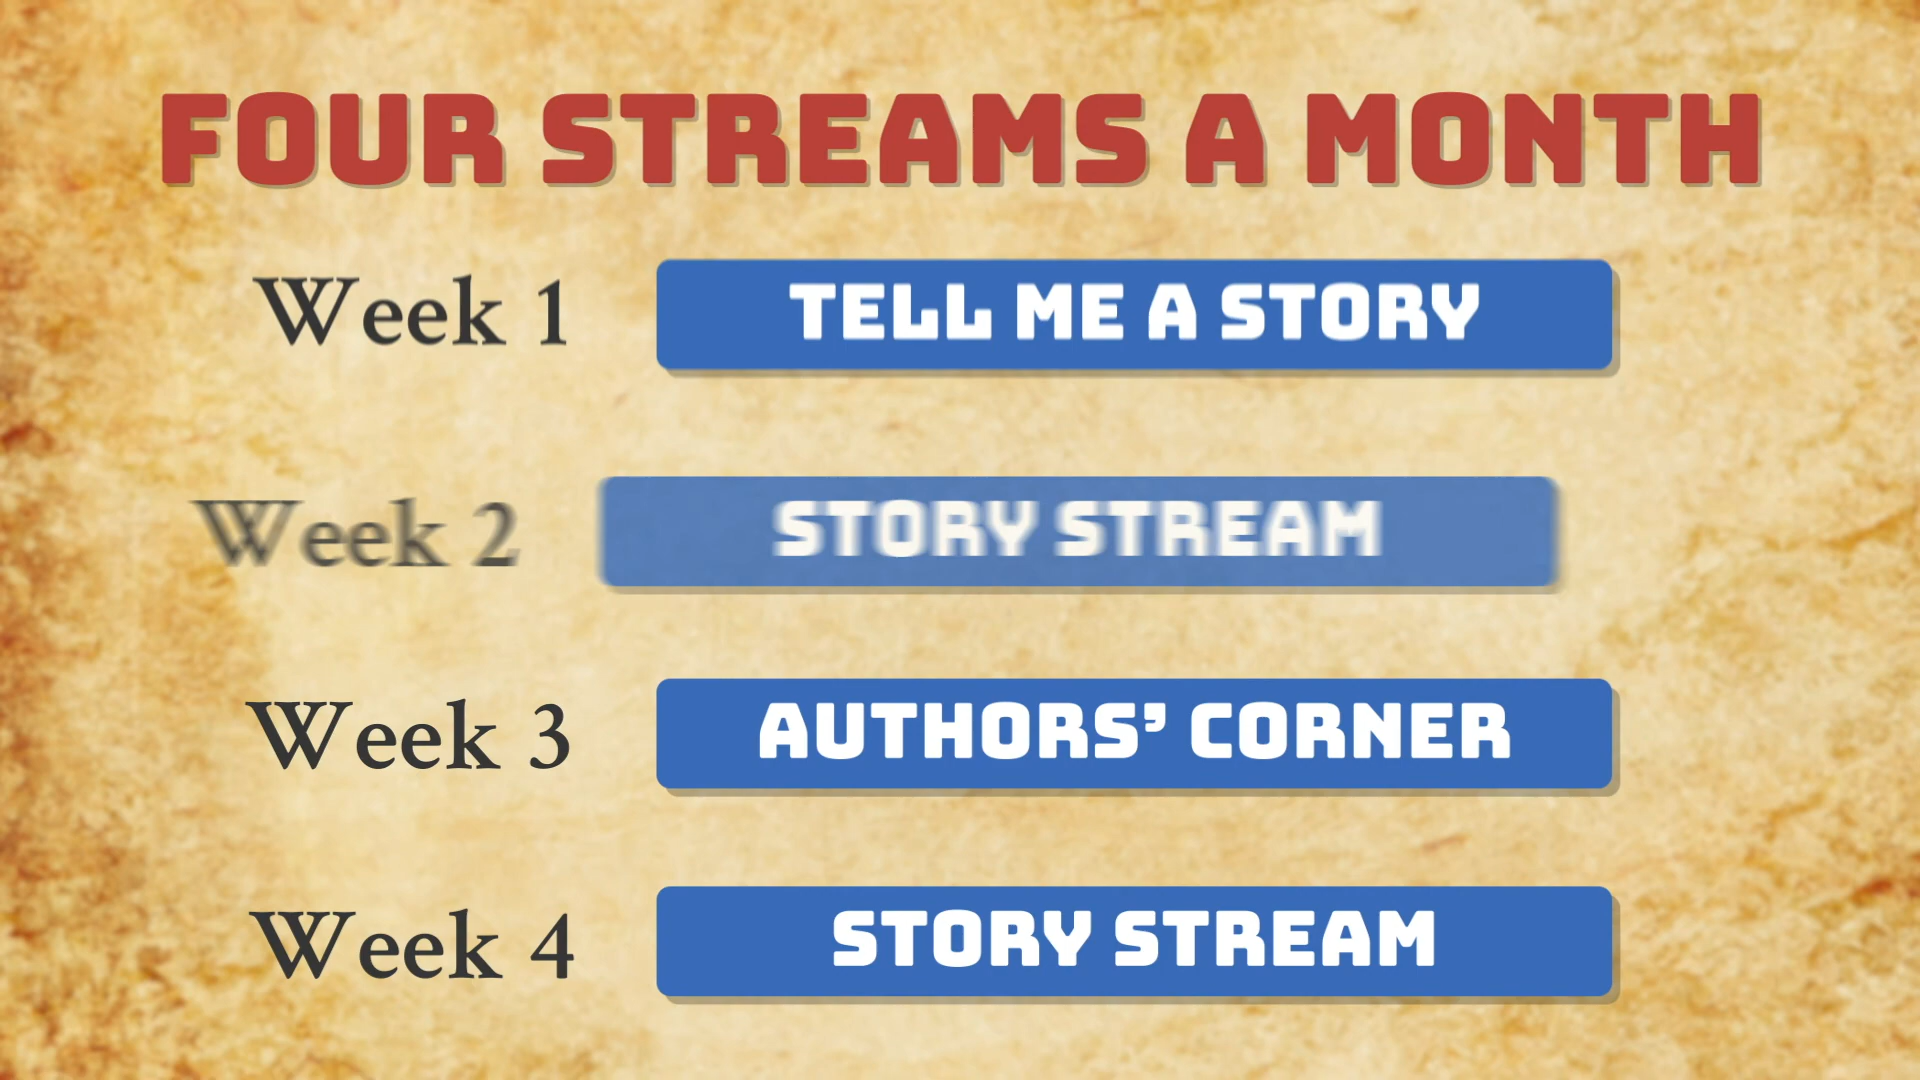 FOUR STREAMS A MONTH
Week 1 TELL ME A STORY
Week 2 STORY STREAM
Week 3 AUTHORS’ CORNER
Week 4 STORY STREAM